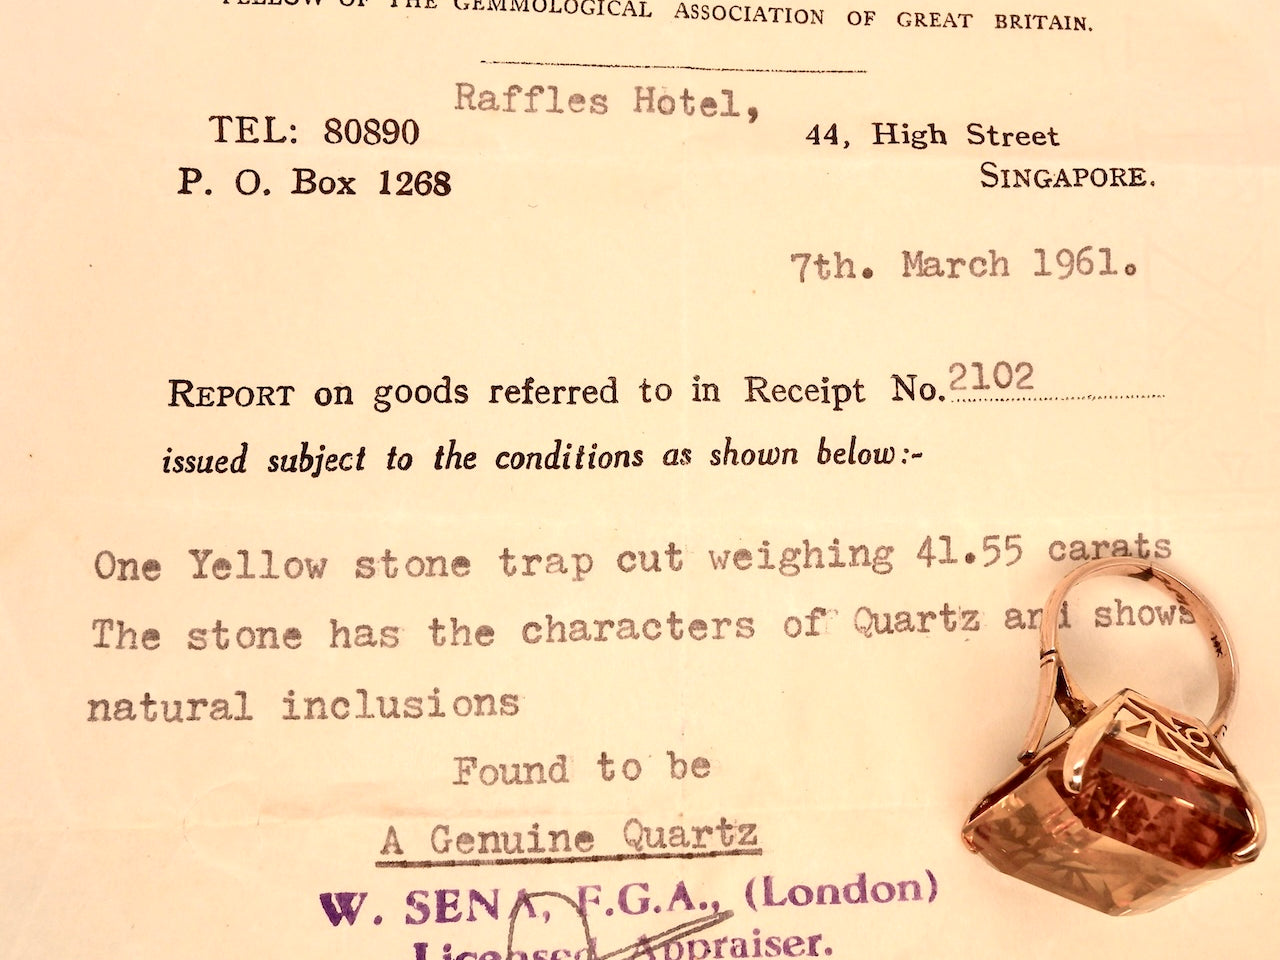 FELLOW OF THE GEMMOLOGICAL ASSOCIATION OF GREAT BRITAIN.
Raffles Hotel,
TEL: 80890
44, High Street
P. O. Box 1268
SINGAPORE.
7th. March 1961.
REPORT on goods referred to in Receipt No. 2102
issued subject to the conditions as shown below:-
One Yellow stone trap cut weighing 41.55 carats
The stone has the characters of Quartz and shows
natural inclusions
Found to be
A Genuine Quartz
W. SENA, F.G.A., (London)
Licensed Appraiser.